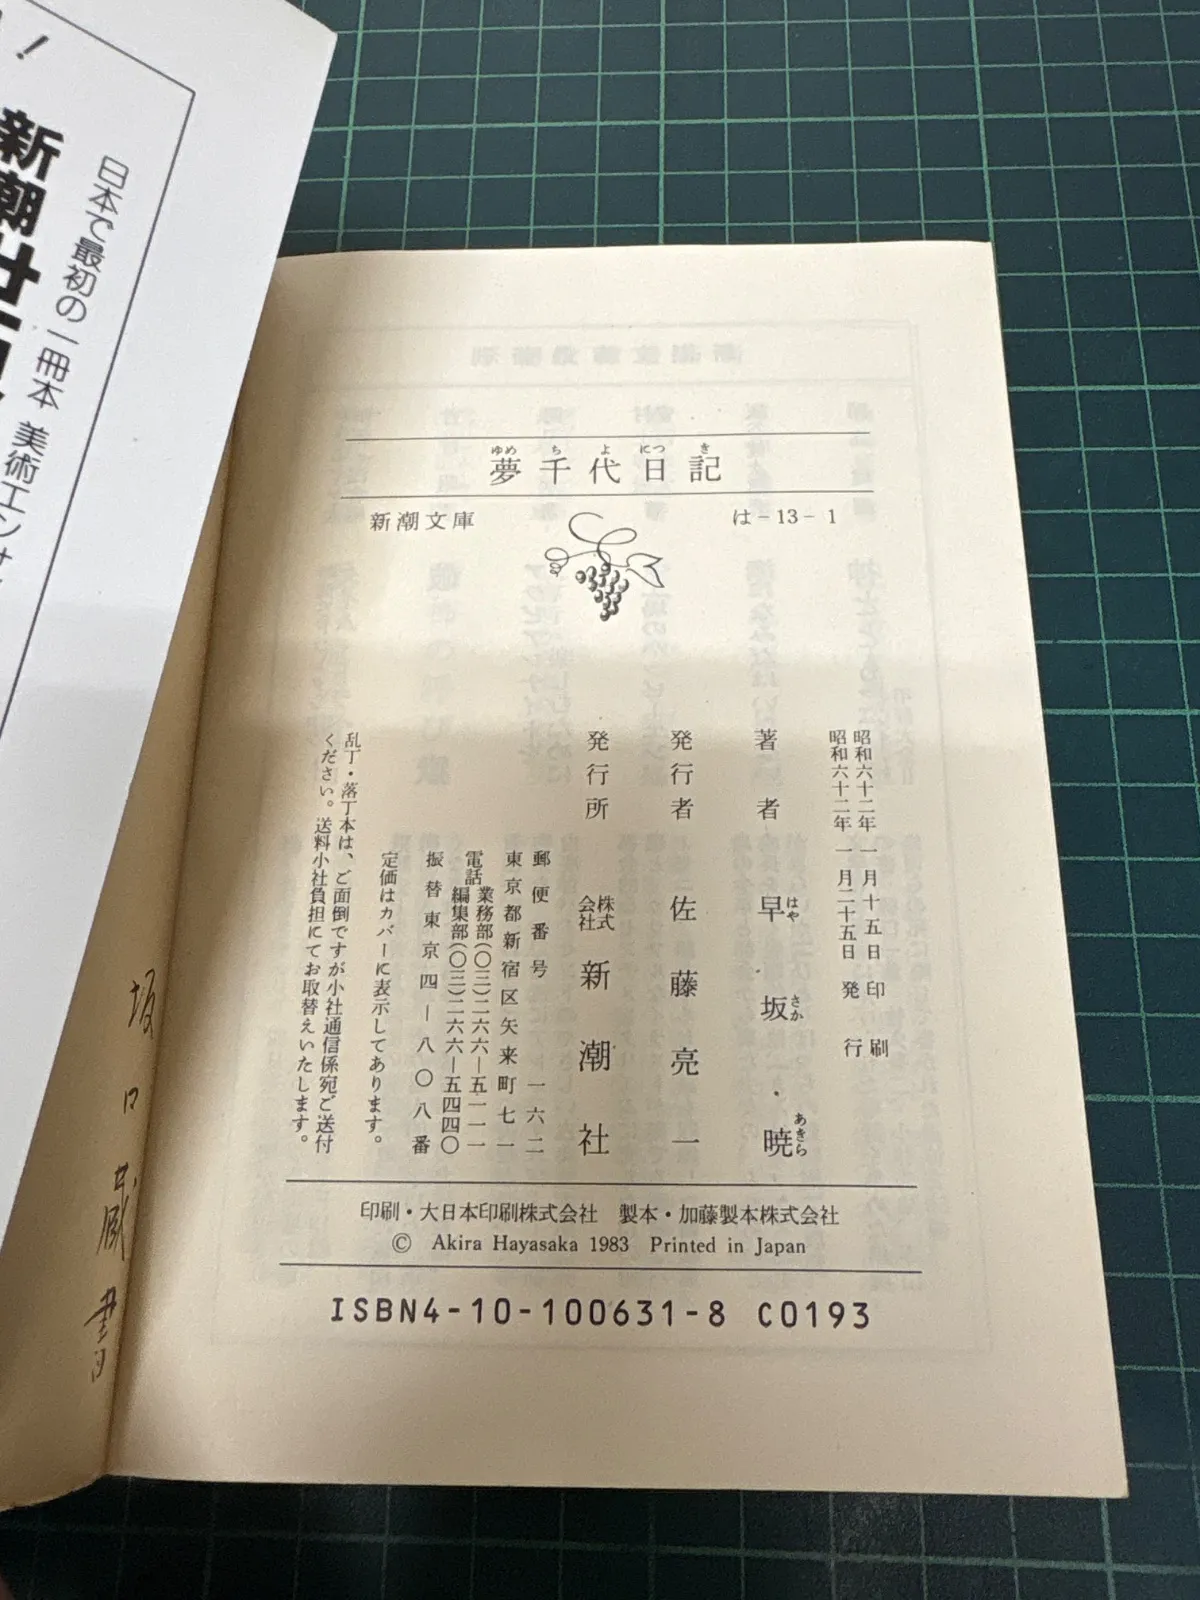 ！
新潮社
日本で最初の一冊本 美術エン
夢千代日記
ゆめ ち よ にっ き
新潮文庫 は-13-1
昭和六十二年 一月十五日 印刷
昭和六十二年 一月二十五日 発行
著者 早坂・暁
はや さか あきら
発行者 佐藤亮一
発行所 株式会社 新潮社
郵便番号 一六二
東京都新宿区矢来町七一
電話 業務部(〇三)二六六―五一一一
編集部(〇三)二六六―五四四〇
振替東京四―八〇八番
定価はカバーに表示してあります。
乱丁・落丁本は、ご面倒ですが小社通信係宛ご送付
ください。送料小社負担にてお取替えいたします。
印刷・大日本印刷株式会社 製本・加藤製本株式会社
© Akira Hayasaka 1983 Printed in Japan
ISBN4-10-100631-8 C0193
坂口蔵書